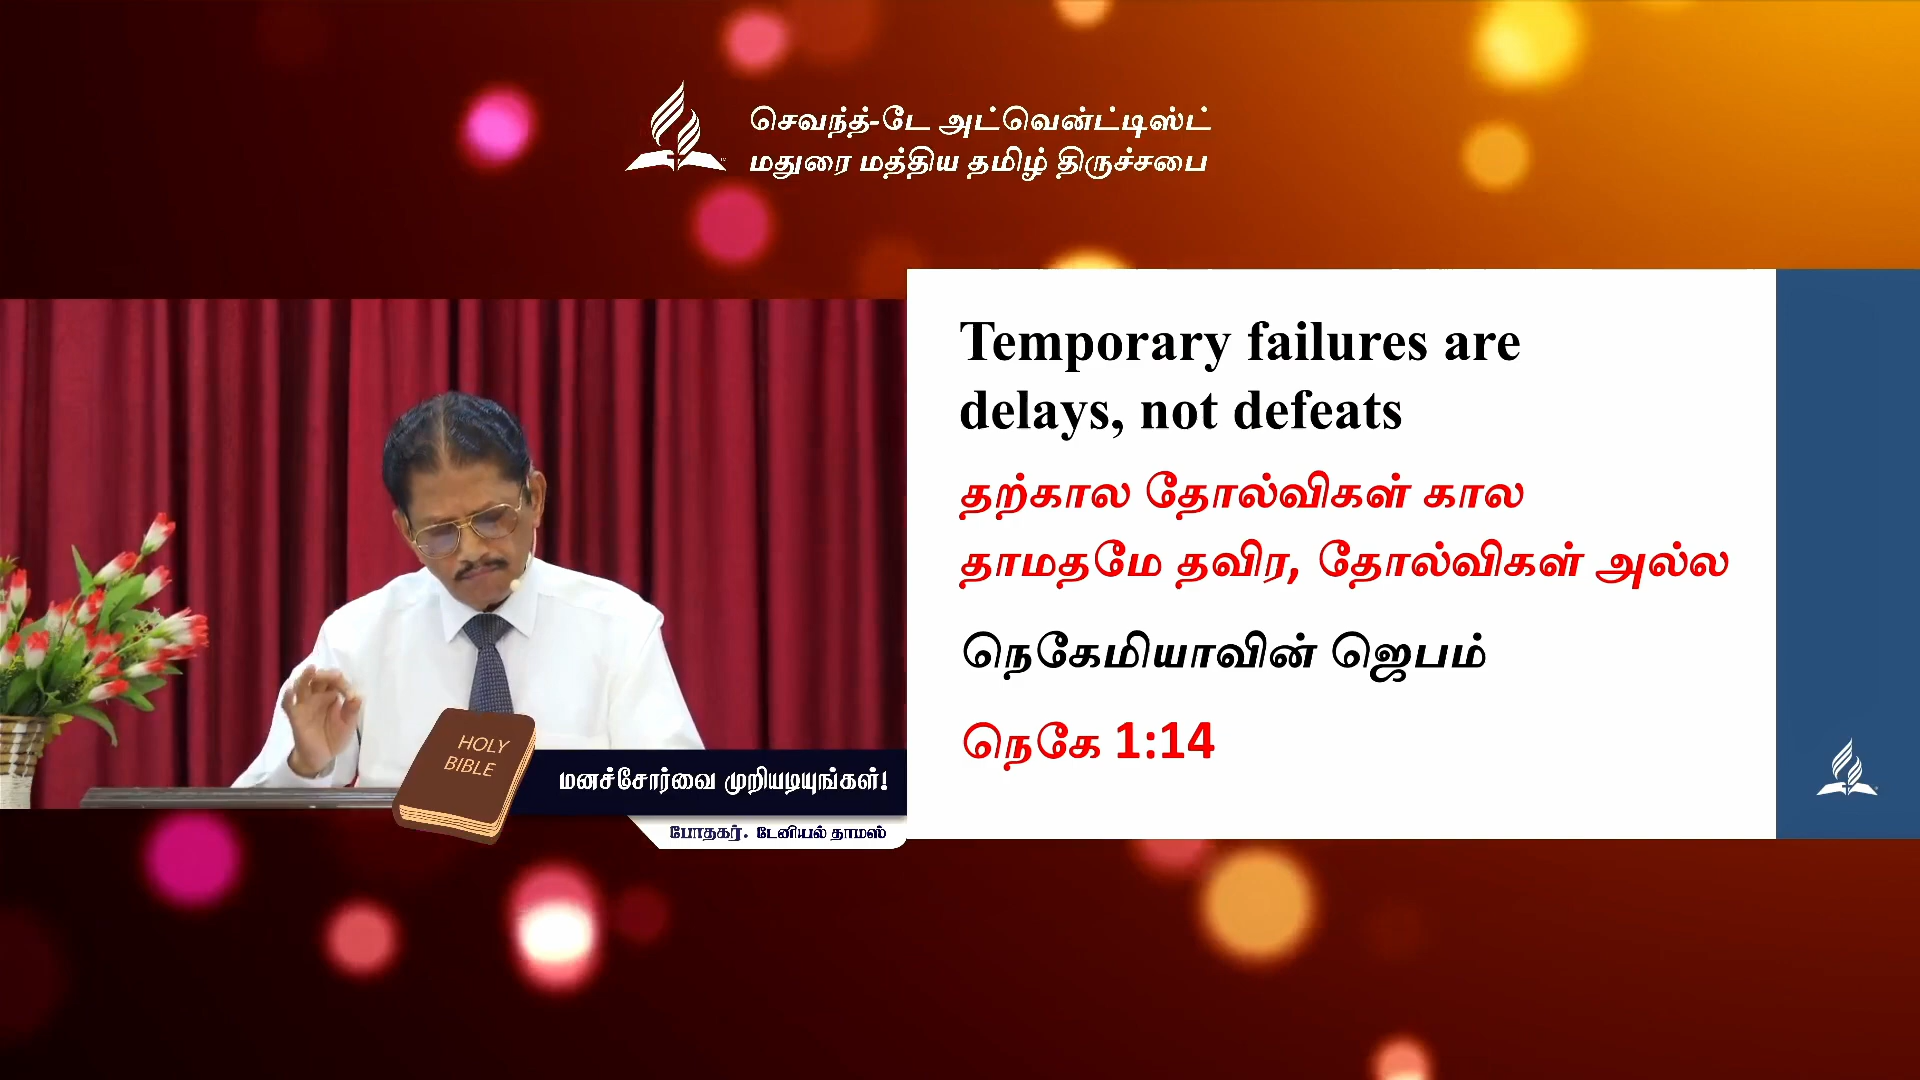 செவந்த்-டே அட்வென்ட்டிஸ்ட்
மதுரை மத்திய தமிழ் திருச்சபை
Temporary failures are
delays, not defeats
தற்கால தோல்விகள் கால
தாமதமே தவிர, தோல்விகள் அல்ல
நெகேமியாவின் ஜெபம்
நெகே 1:14
HOLY
BIBLE
மனச்சோர்வை முறியடியுங்கள்!
போதகர். டேனியல் தாமஸ்